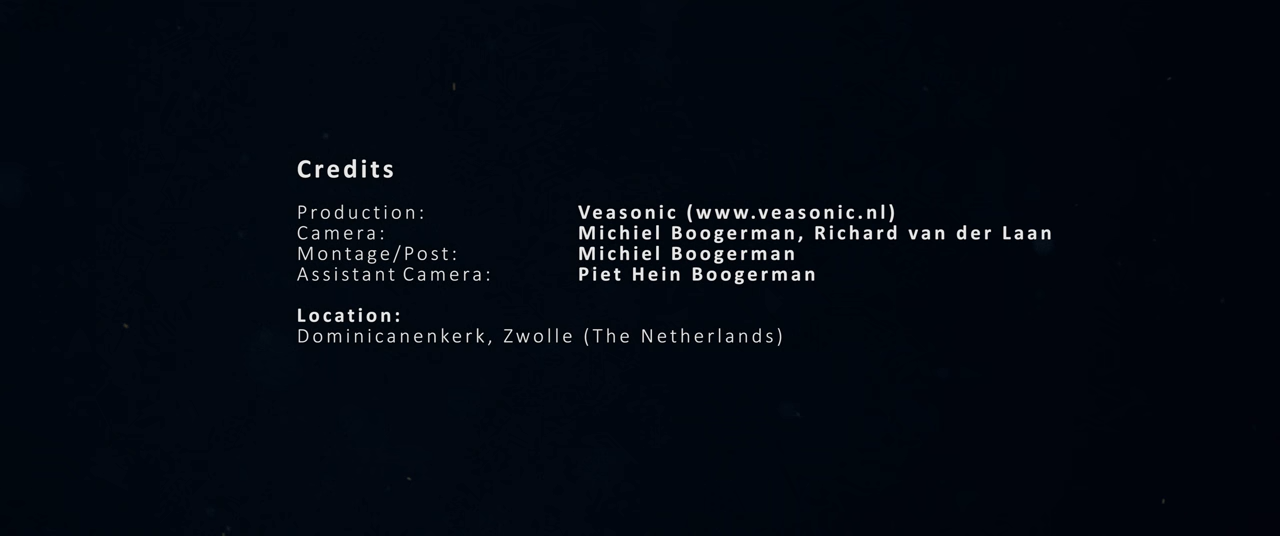 Credits
Production: Veasonic (www.veasonic.nl)
Camera: Michiel Boogerman, Richard van der Laan
Montage/Post: Michiel Boogerman
Assistant Camera: Piet Hein Boogerman
Location:
Dominicanenkerk, Zwolle (The Netherlands)